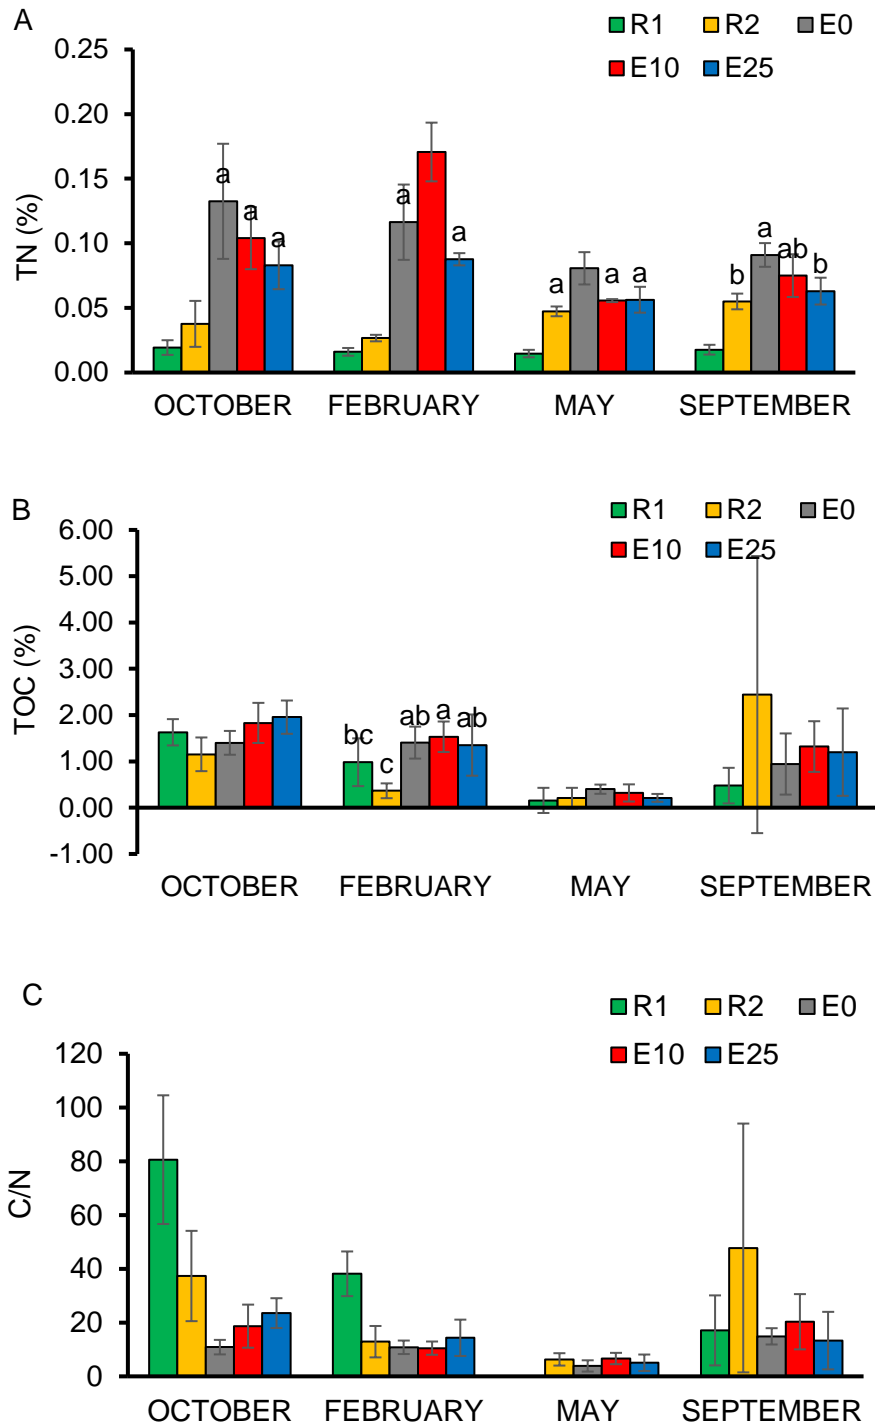 A
R1 R2 E0
E10 E25
0.25
0.20
0.15
0.10
0.05
0.00
TN (%)
a a a
a a
a a a
b a ab b
OCTOBER FEBRUARY MAY SEPTEMBER
B
R1 R2 E0
E10 E25
6.00
5.00
4.00
3.00
2.00
1.00
0.00
-1.00
TOC (%)
bc c ab a ab
OCTOBER FEBRUARY MAY SEPTEMBER
C
R1 R2 E0
E10 E25
120
100
80
60
40
20
0
C/N
OCTOBER FEBRUARY MAY SEPTEMBER